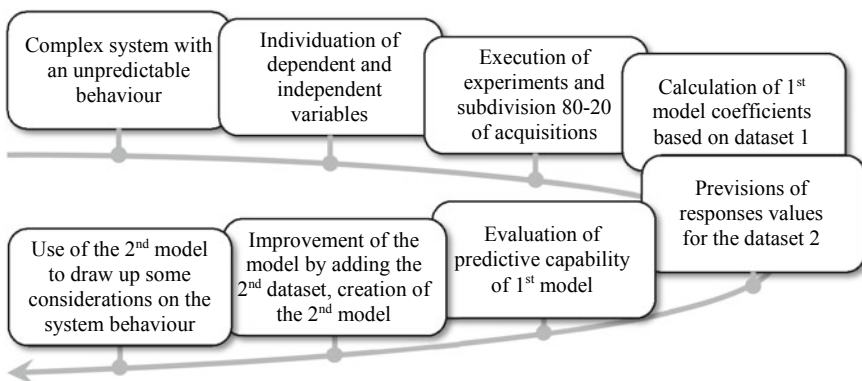 Complex system with
an unpredictable
behaviour
Individuation of
dependent and
independent
variables
Execution of
experiments and
subdivision 80-20
of acquisitions
Calculation of 1st
model coefficients
based on dataset 1
Previsions of
responses values
for the dataset 2
Evaluation of
predictive capability
of 1st model
Improvement of the
model by adding the
2nd dataset, creation of
the 2nd model
Use of the 2nd model
to draw up some
considerations on the
system behaviour